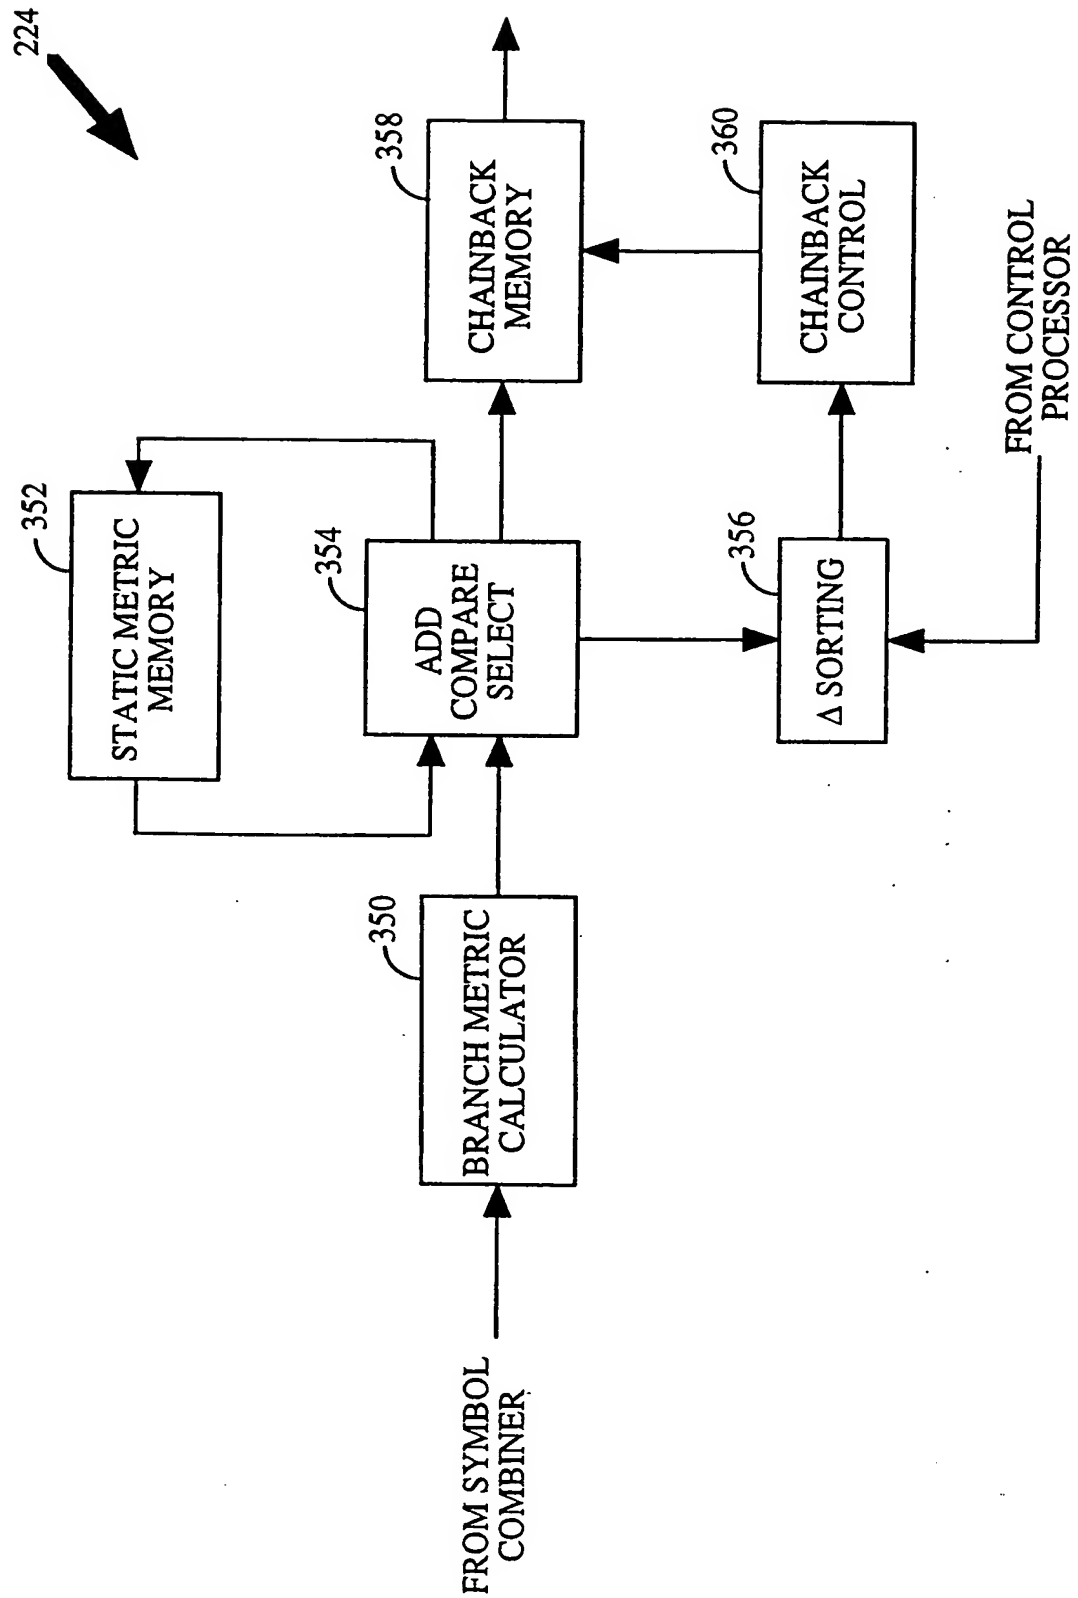 224
352
STATIC METRIC
MEMORY
358
CHAINBACK
MEMORY
354
ADD
COMPARE
SELECT
350
BRANCH METRIC
CALCULATOR
FROM SYMBOL
COMBINER
356
Δ SORTING
360
CHAINBACK
CONTROL
FROM CONTROL
PROCESSOR